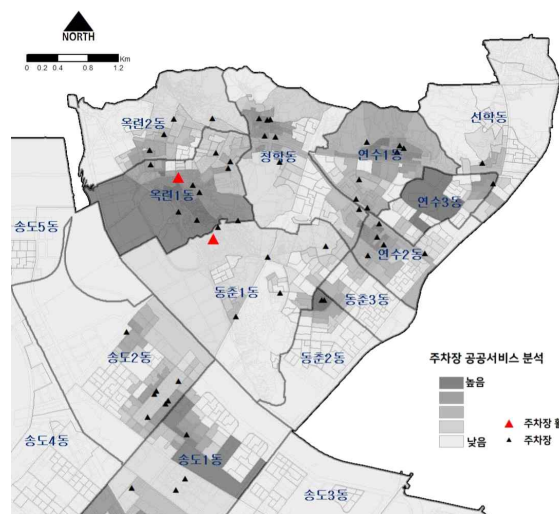 NORTH
Km
0 0.2 0.4 0.8 1.2
옥련2동
청학동
연수1동
선학동
옥련1동
연수3동
송도5동
연수2동
동춘1동
동춘3동
송도2동
동춘2동
주차장 공공서비스 분석
높음
낮음
주차장
주차장
송도4동
송도1동
송도3동